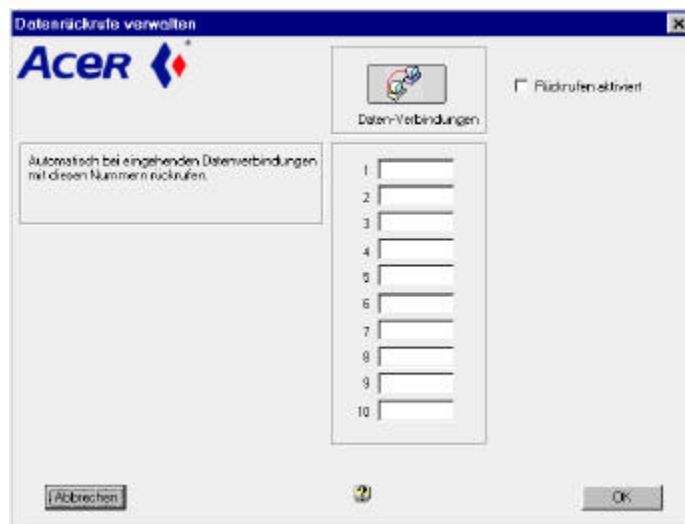 Datenrückrufe verwalten
Acer
Daten-Verbindungen
Rückrufen aktiviert
Automatisch bei eingehenden Datenverbindungen
mit diesen Nummern rückrufen.
1
2
3
4
5
6
7
8
9
10
Abbrechen
?
OK